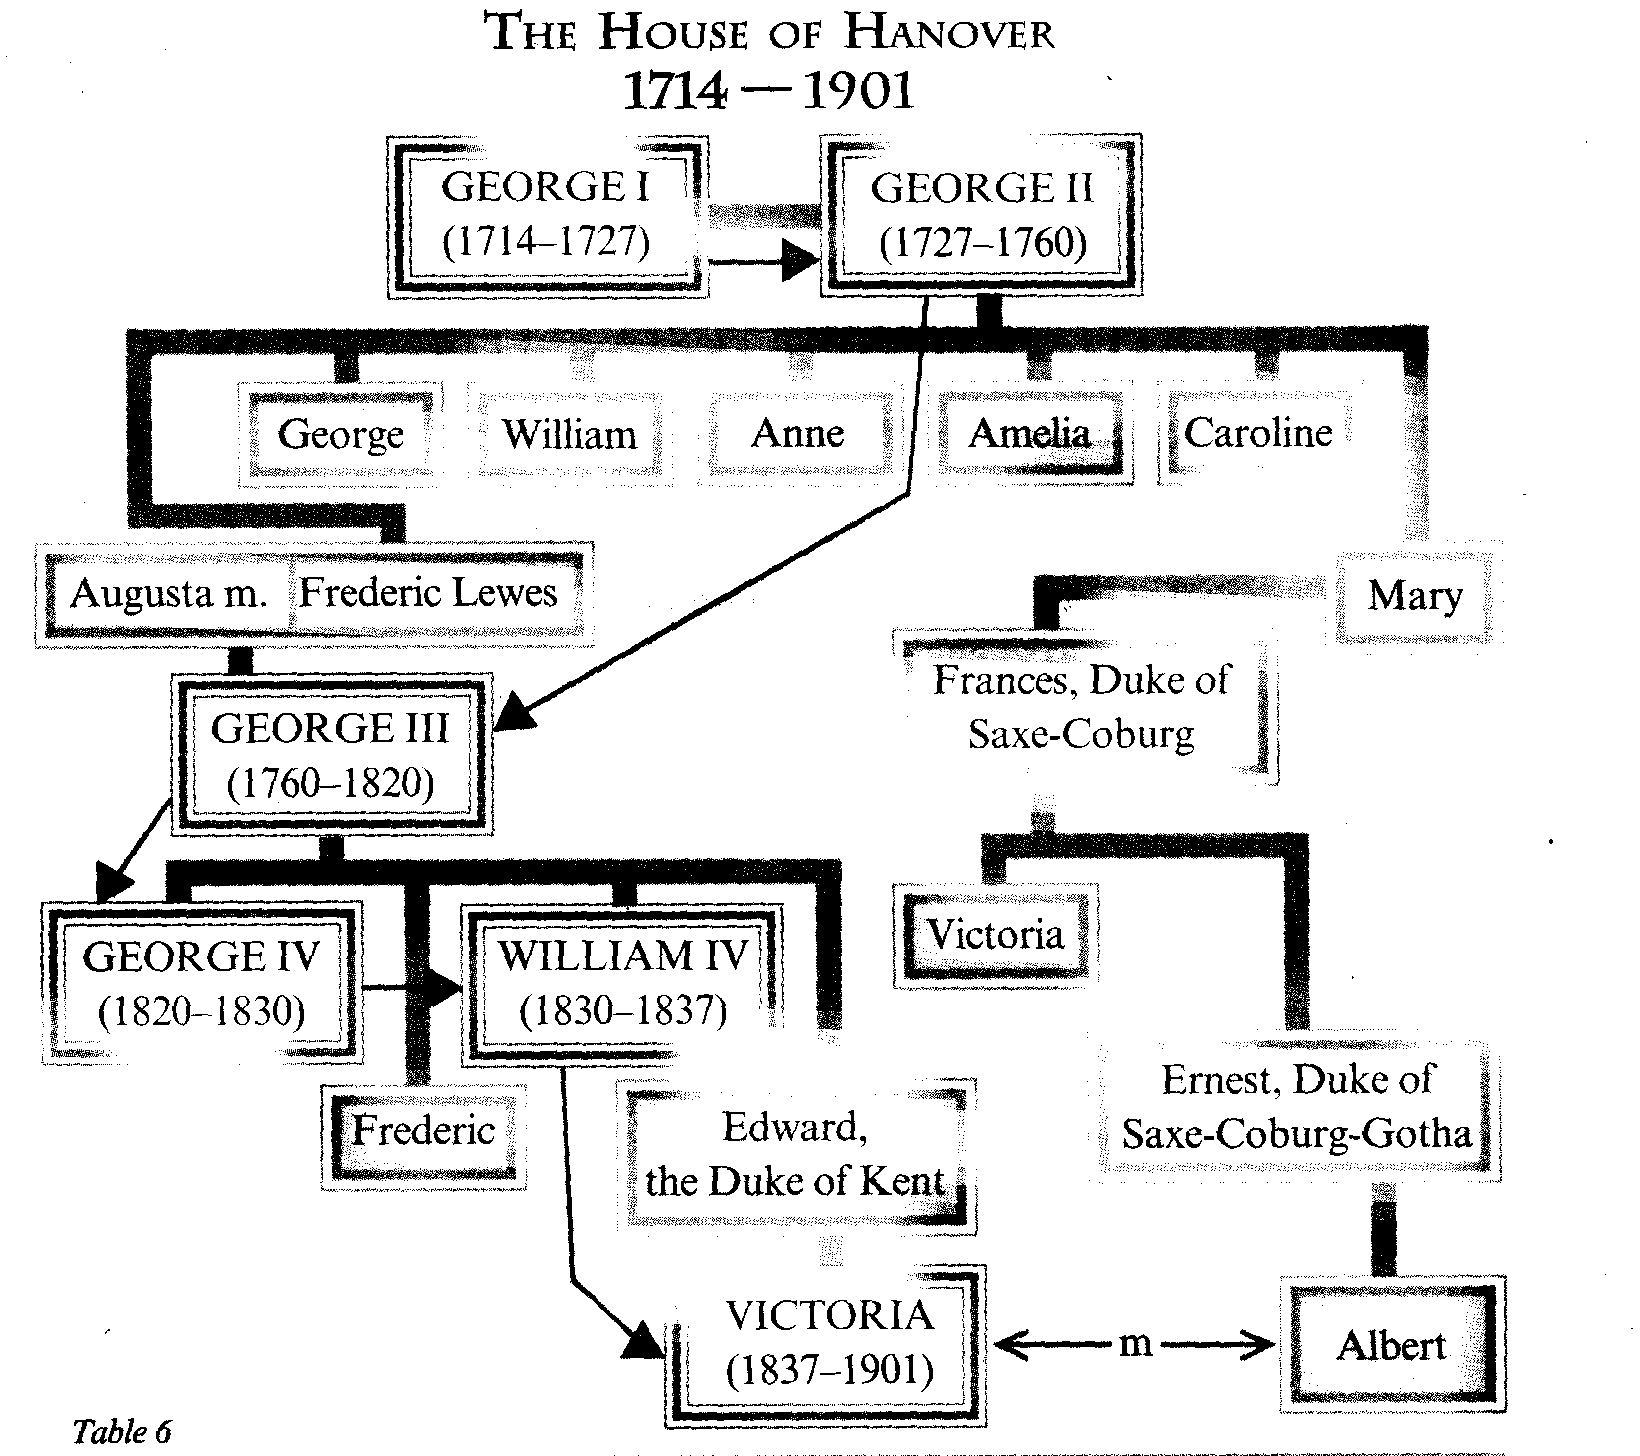 THE HOUSE OF HANOVER
1714 — 1901
GEORGE I
(1714–1727)
GEORGE II
(1727–1760)
George
William
Anne
Amelia
Caroline
Augusta m.
Frederic Lewes
Mary
Frances, Duke of
Saxe-Coburg
GEORGE III
(1760–1820)
GEORGE IV
(1820–1830)
WILLIAM IV
(1830–1837)
Victoria
Frederic
Edward,
the Duke of Kent
Ernest, Duke of
Saxe-Coburg-Gotha
VICTORIA
(1837–1901)
m
Albert
Table 6